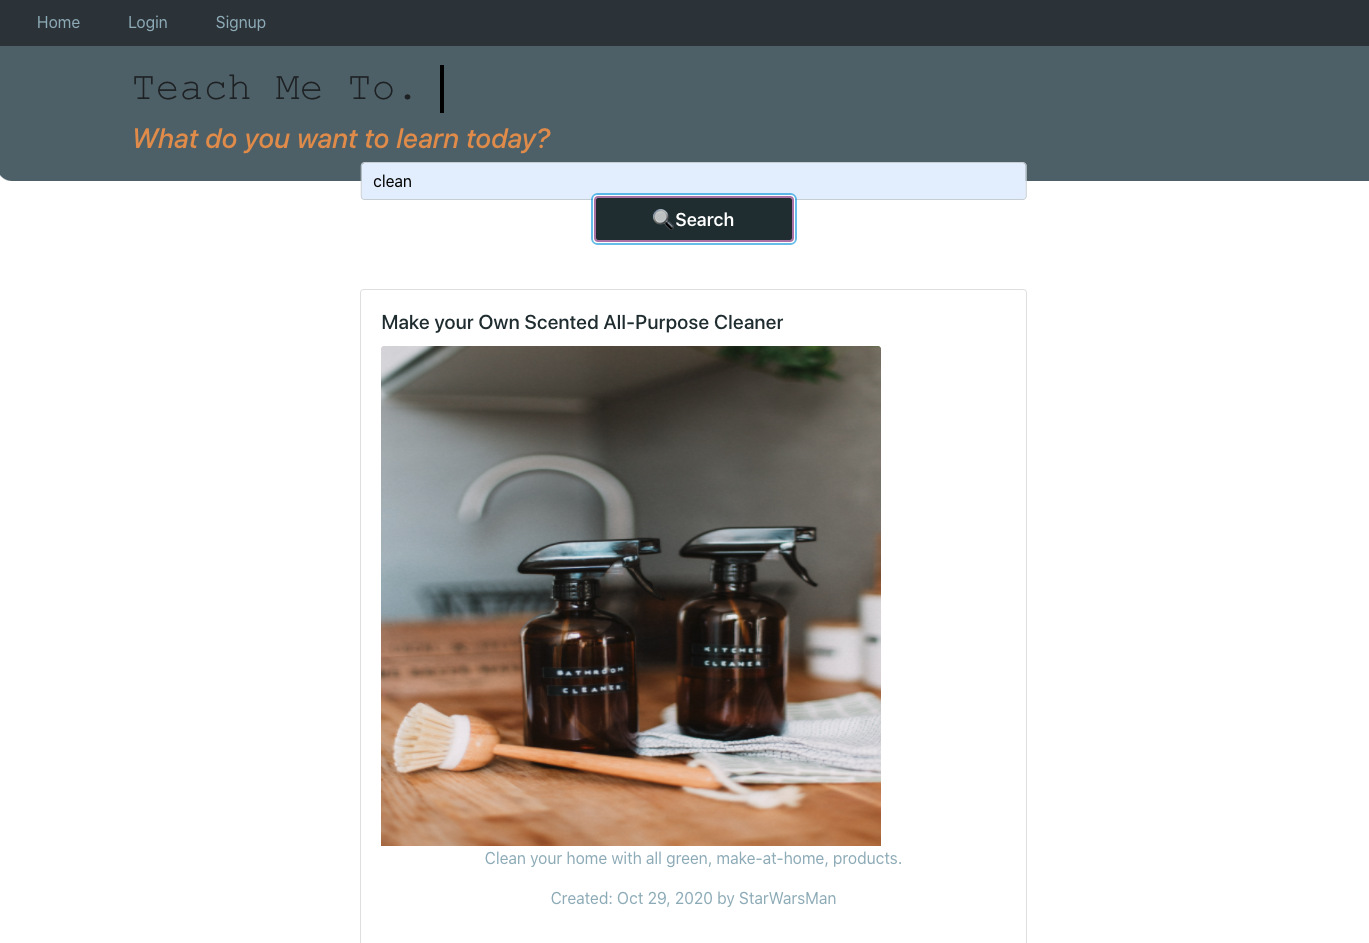 Home Login Signup
Teach Me To.
What do you want to learn today?
clean
🔍Search
Make your Own Scented All-Purpose Cleaner
BATHROOM
CLEANER
KITCHEN
CLEANER
Clean your home with all green, make-at-home, products.
Created: Oct 29, 2020 by StarWarsMan